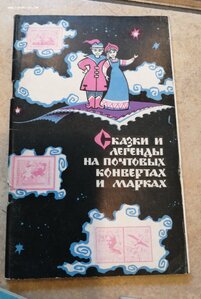 Сказки и
легенды
на почтовых
конвертах
и марках